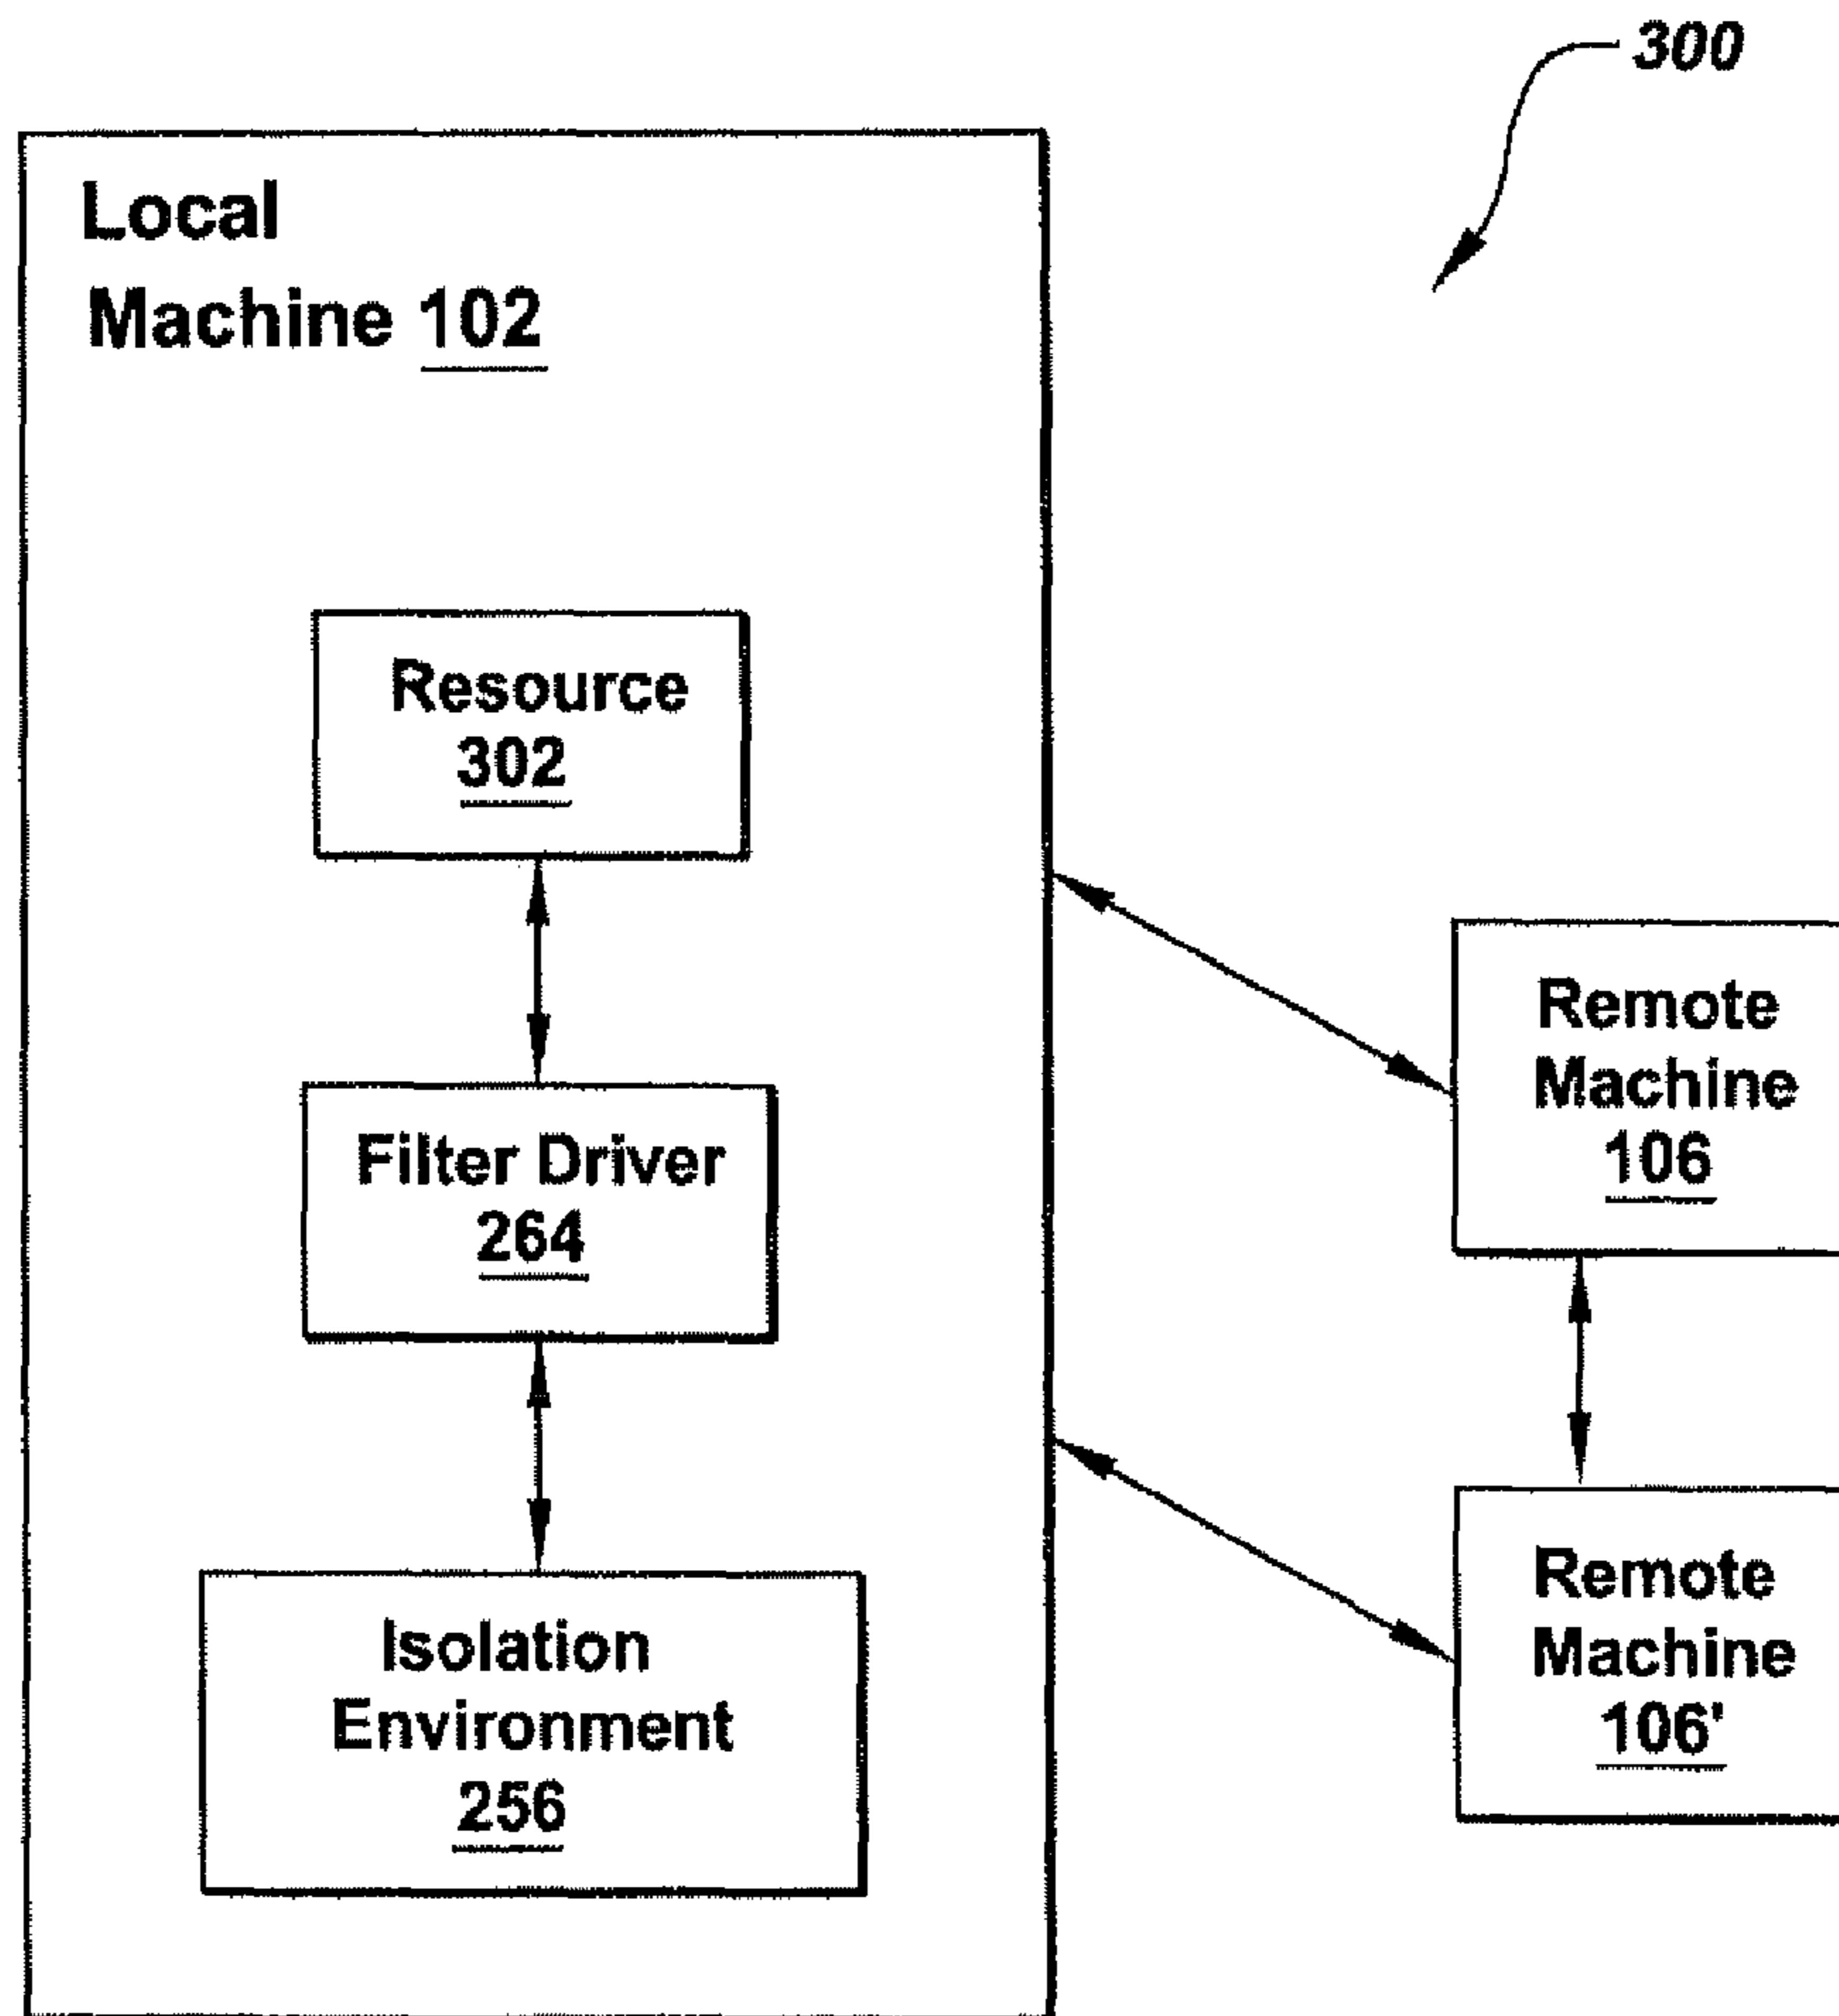 300
Local
Machine 102
Resource
302
Filter Driver
264
Isolation
Environment
256
Remote
Machine
106
Remote
Machine
106'